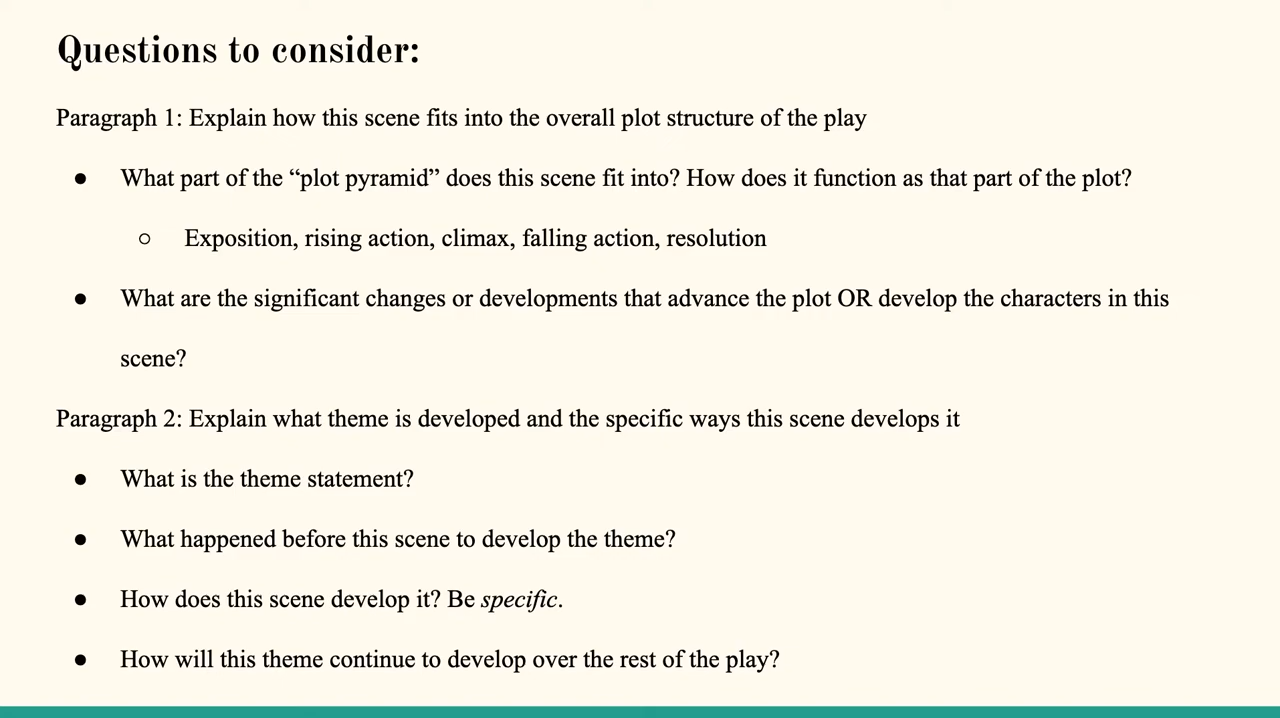 Questions to consider:
Paragraph 1: Explain how this scene fits into the overall plot structure of the play
● What part of the “plot pyramid” does this scene fit into? How does it function as that part of the plot?
○ Exposition, rising action, climax, falling action, resolution
● What are the significant changes or developments that advance the plot OR develop the characters in this
scene?
Paragraph 2: Explain what theme is developed and the specific ways this scene develops it
● What is the theme statement?
● What happened before this scene to develop the theme?
● How does this scene develop it? Be specific.
● How will this theme continue to develop over the rest of the play?